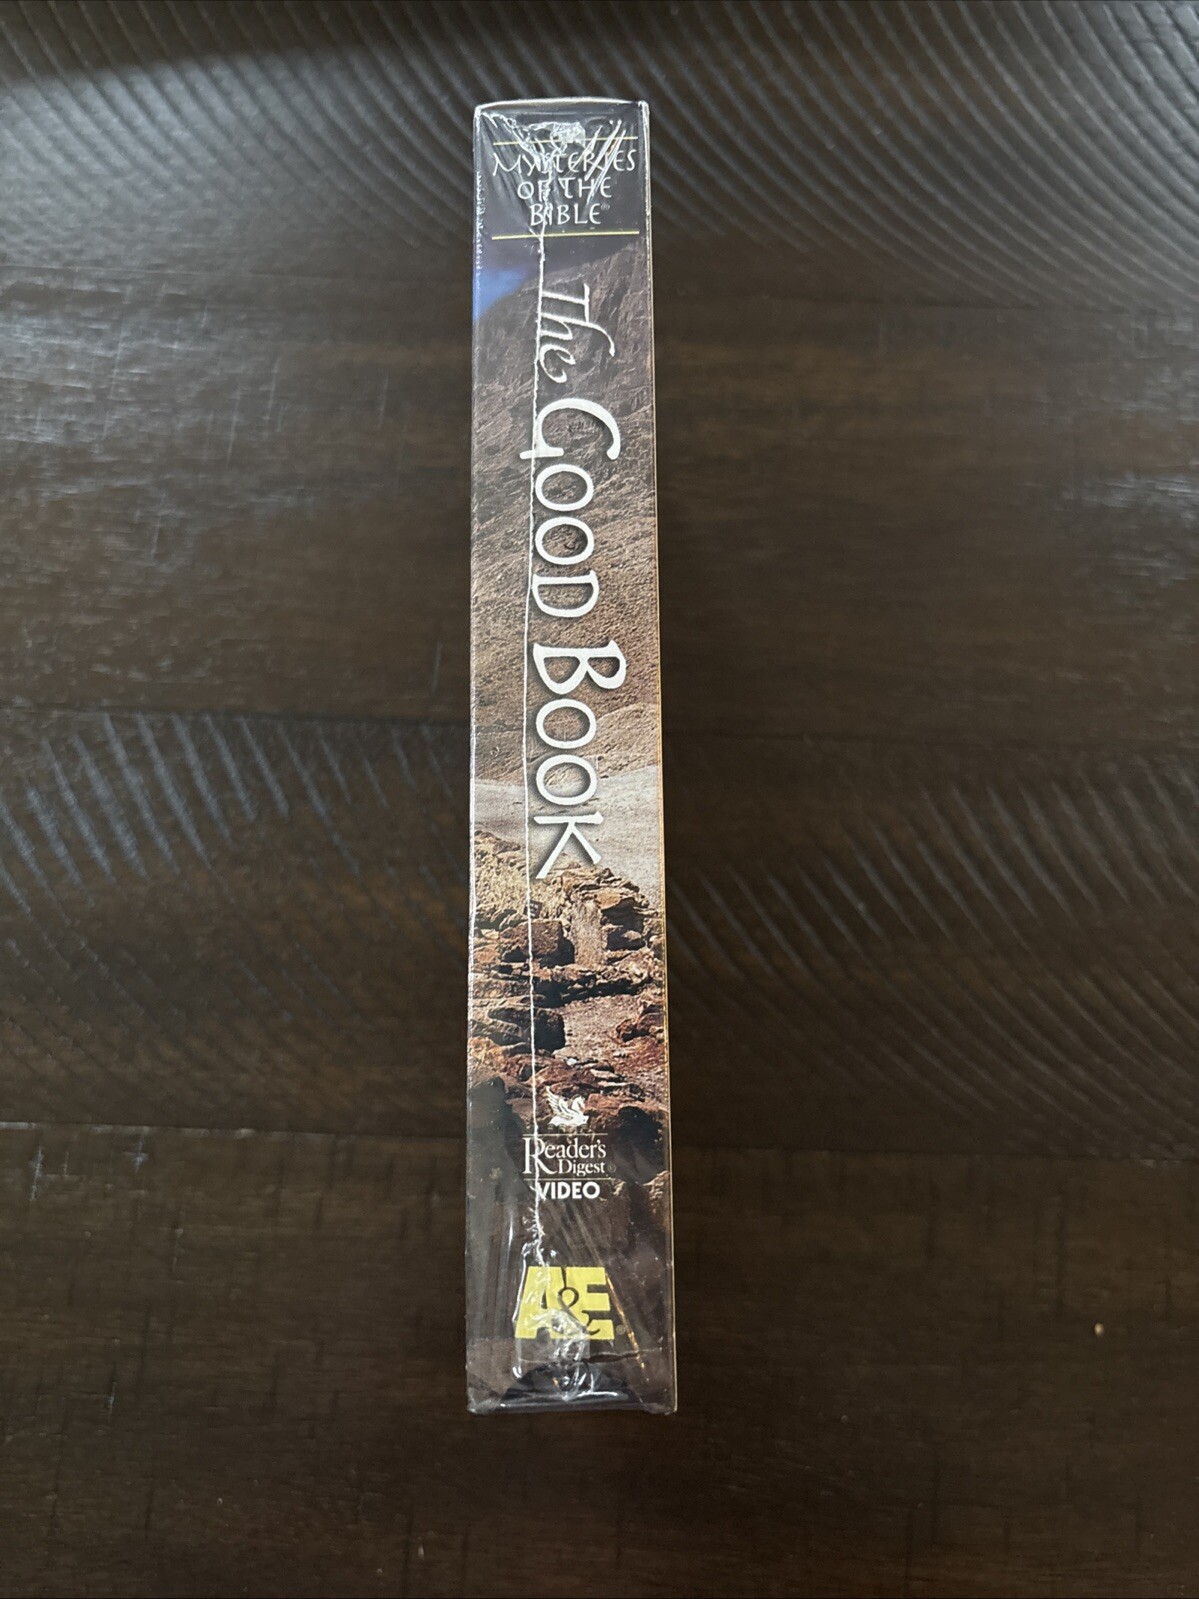 MYSTERIES
OF THE
BIBLE®
The GOOD BOOK
Reader's
Digest®
VIDEO
A&E®